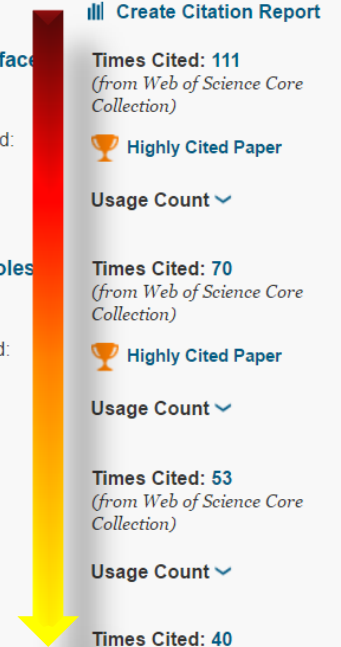 Create Citation Report
face
Times Cited: 111
(from Web of Science Core
Collection)
d:
Highly Cited Paper
Usage Count
oles
Times Cited: 70
(from Web of Science Core
Collection)
d:
Highly Cited Paper
Usage Count
Times Cited: 53
(from Web of Science Core
Collection)
Usage Count
Times Cited: 40